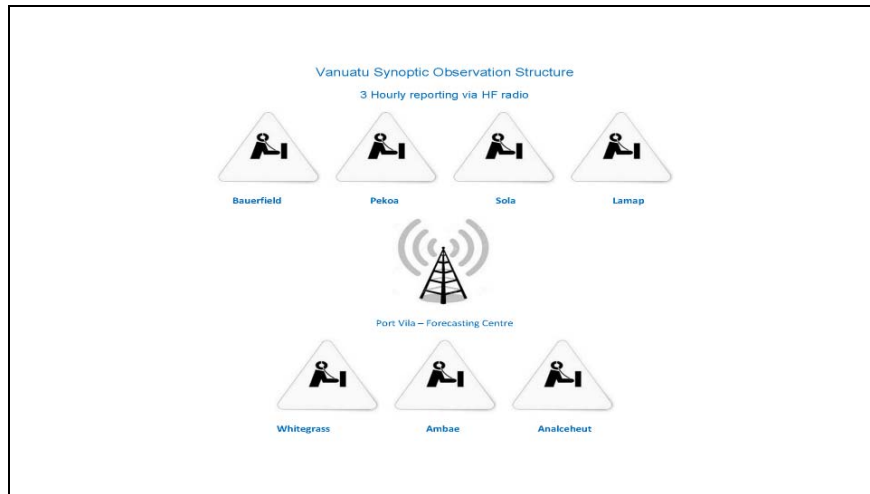 Vanuatu Synoptic Observation Structure
3 Hourly reporting via HF radio
Bauerfield Pekoa Sola Lamap
Port Vila – Forecasting Centre
Whitegrass Ambae Analceheut